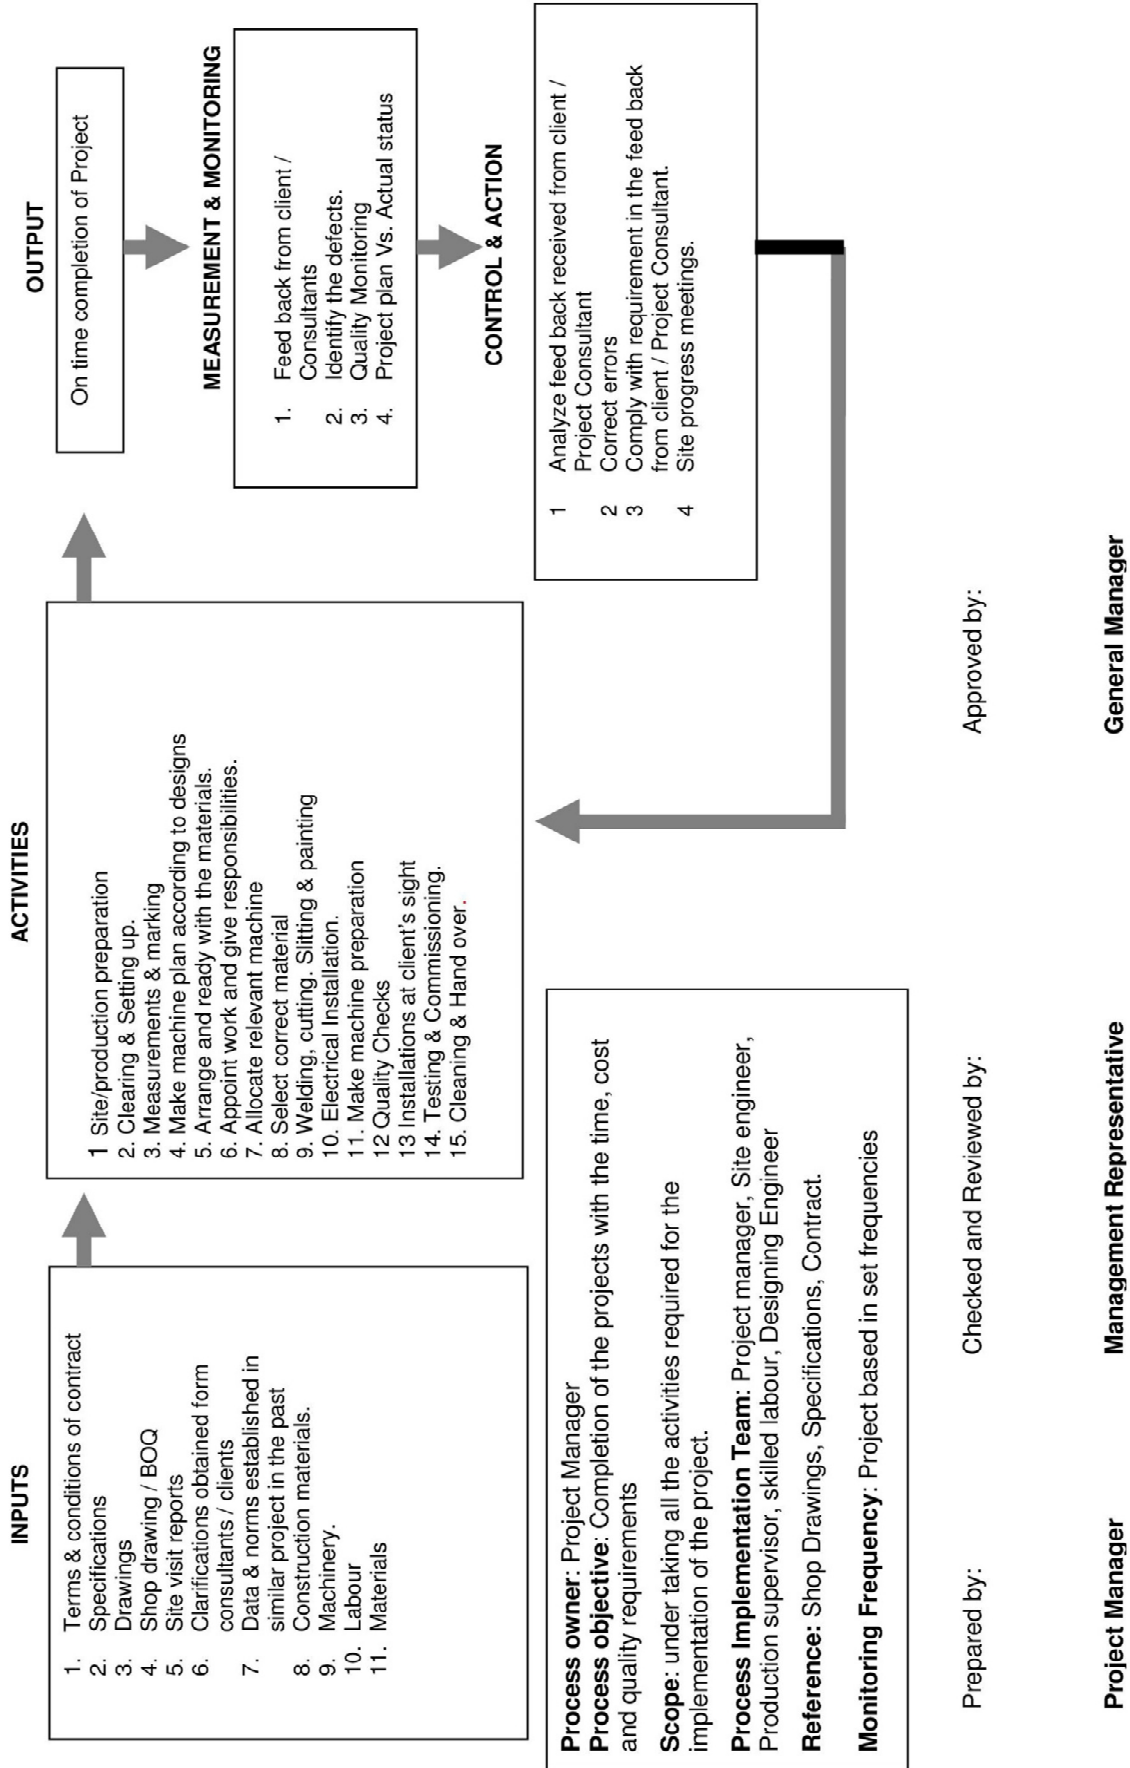 INPUTS
1. Terms & conditions of contract
2. Specifications
3. Drawings
4. Shop drawing / BOQ
5. Site visit reports
6. Clarifications obtained form
consultants / clients
7. Data & norms established in
similar project in the past
8. Construction materials.
9. Machinery.
10. Labour
11. Materials
ACTIVITIES
1 Site/production preparation
2. Clearing & Setting up.
3. Measurements & marking
4. Make machine plan according to designs
5. Arrange and ready with the materials.
6. Appoint work and give responsibilities.
7. Allocate relevant machine
8. Select correct material
9. Welding, cutting. Slitting & painting
10. Electrical Installation.
11. Make machine preparation
12 Quality Checks
13 Installations at client's sight
14. Testing & Commissioning.
15. Cleaning & Hand over.
OUTPUT
On time completion of Project
MEASUREMENT & MONITORING
1. Feed back from client /
Consultants
2. Identify the defects.
3. Quality Monitoring
4. Project plan Vs. Actual status
CONTROL & ACTION
1 Analyze feed back received from client /
Project Consultant
2 Correct errors
3 Comply with requirement in the feed back
from client / Project Consultant.
4 Site progress meetings.
Process owner: Project Manager
Process objective: Completion of the projects with the time, cost
and quality requirements
Scope: under taking all the activities required for the
implementation of the project.
Process Implementation Team: Project manager, Site engineer,
Production supervisor, skilled labour, Designing Engineer
Reference: Shop Drawings, Specifications, Contract.
Monitoring Frequency: Project based in set frequencies
Prepared by:
Checked and Reviewed by:
Approved by:
Project Manager
Management Representative
General Manager